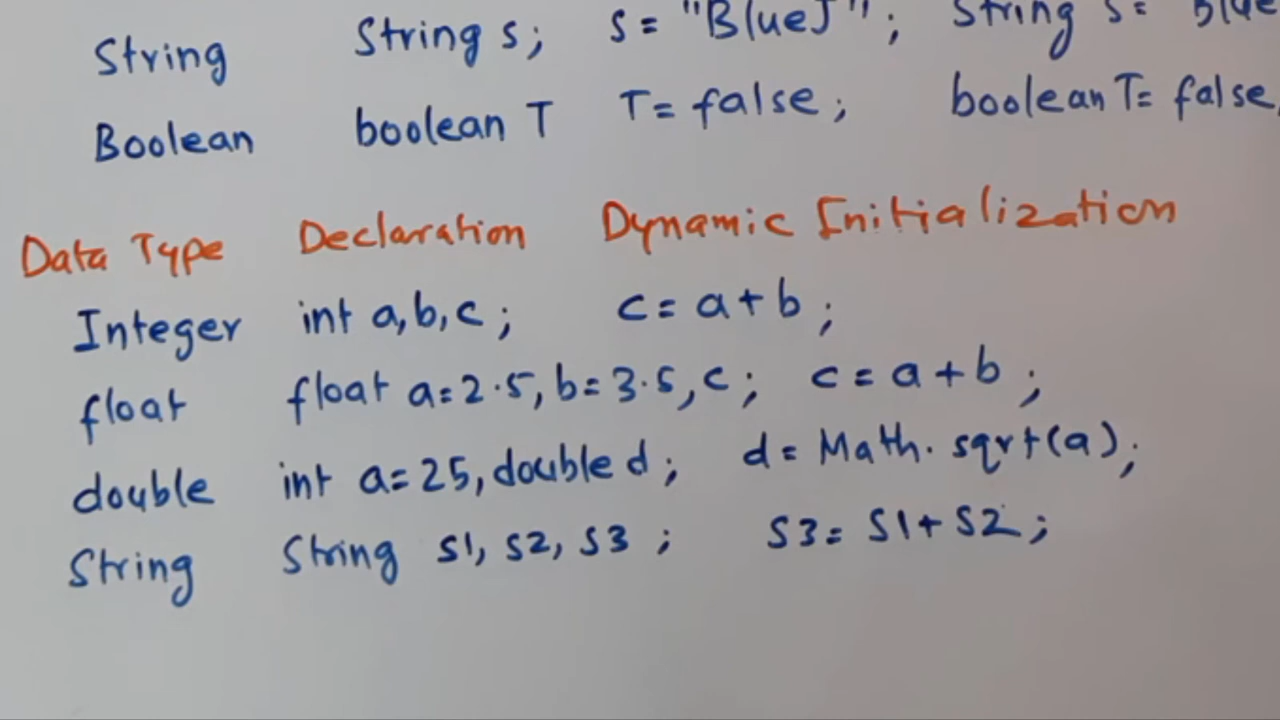 String String s; s = "BlueJ"; String s =
Boolean boolean T T = false; boolean T = false
Data Type Declaration Dynamic Initialization
Integer int a,b,c; c = a + b;
float float a=2.5, b=3.5, c; c = a + b;
double int a=25, double d; d = Math.sqrt(a);
String String s1, s2, s3; S3 = S1 + S2;